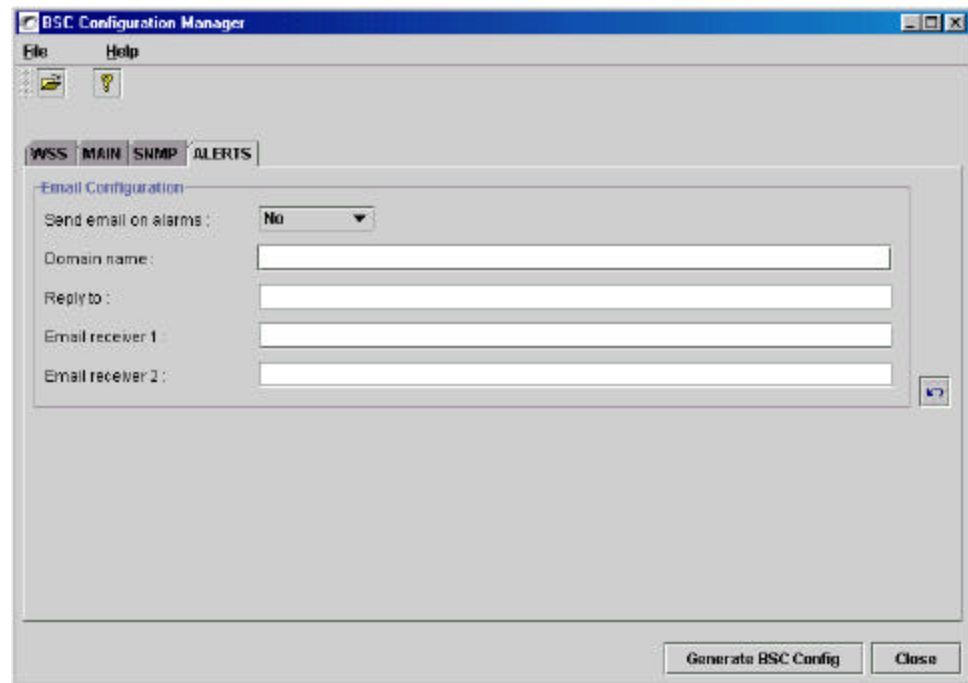 BSC Configuration Manager
File Help
WSS MAIN SNMP ALERTS
Email Configuration
Send email on alarms : No
Domain name :
Reply to :
Email receiver 1 :
Email receiver 2 :
Generate BSC Config Close